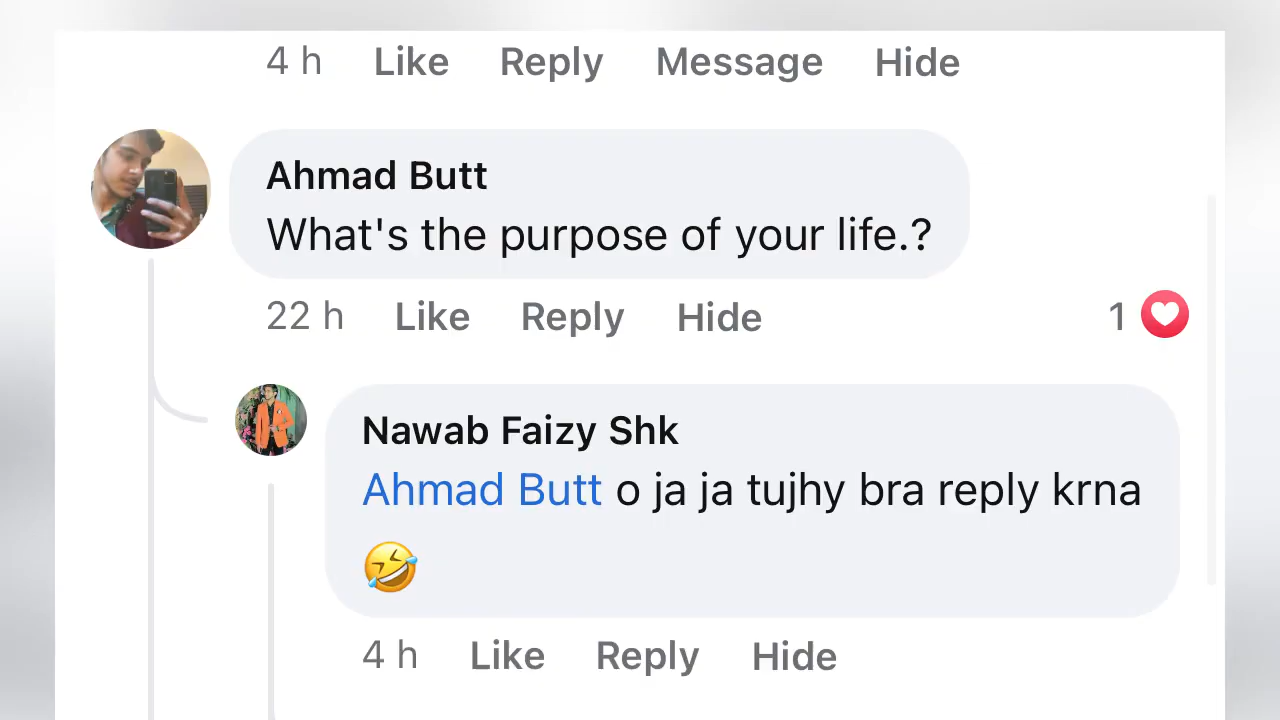 4 h Like Reply Message Hide
Ahmad Butt
What's the purpose of your life.?
22 h Like Reply Hide 1
Nawab Faizy Shk
Ahmad Butt o ja ja tujhy bra reply krna
🤣
4 h Like Reply Hide